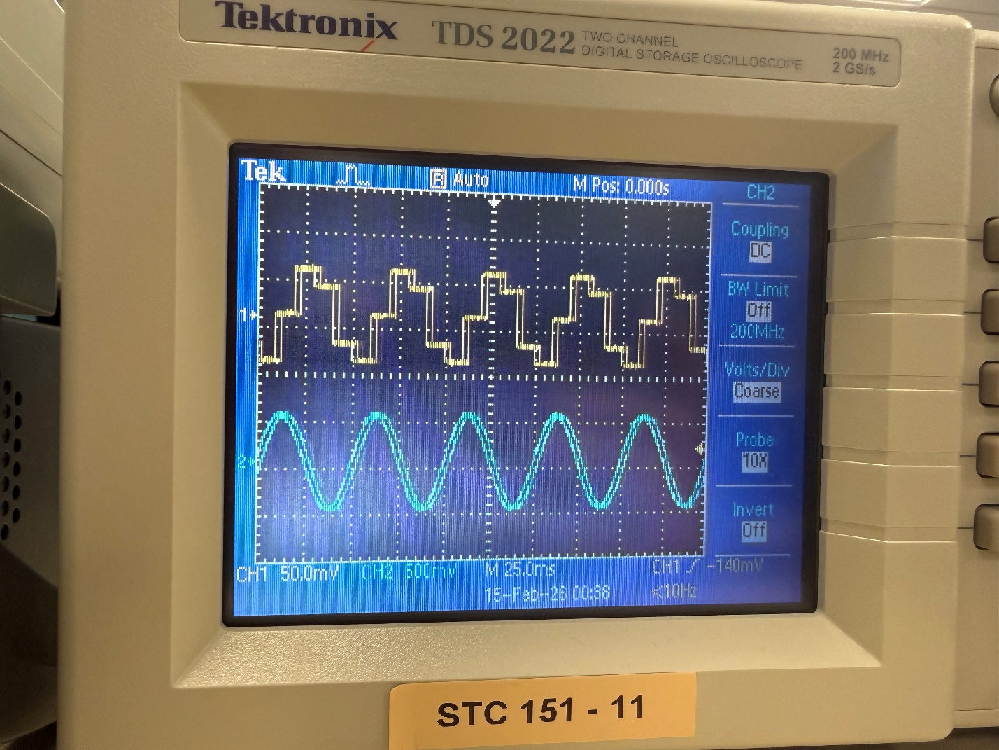 Tektronix TDS 2022 TWO CHANNEL
DIGITAL STORAGE OSCILLOSCOPE
200 MHz
2 GS/s
Tek R Auto M Pos: 0.000s CH2
Coupling
DC
BW Limit
Off
200MHz
Volts/Div
Coarse
Probe
10X
Invert
Off
1
2
CH1 50.0mV CH2 500mV M 25.0ms CH1 -140mV
15-Feb-26 00:38 <10Hz
STC 151 - 11